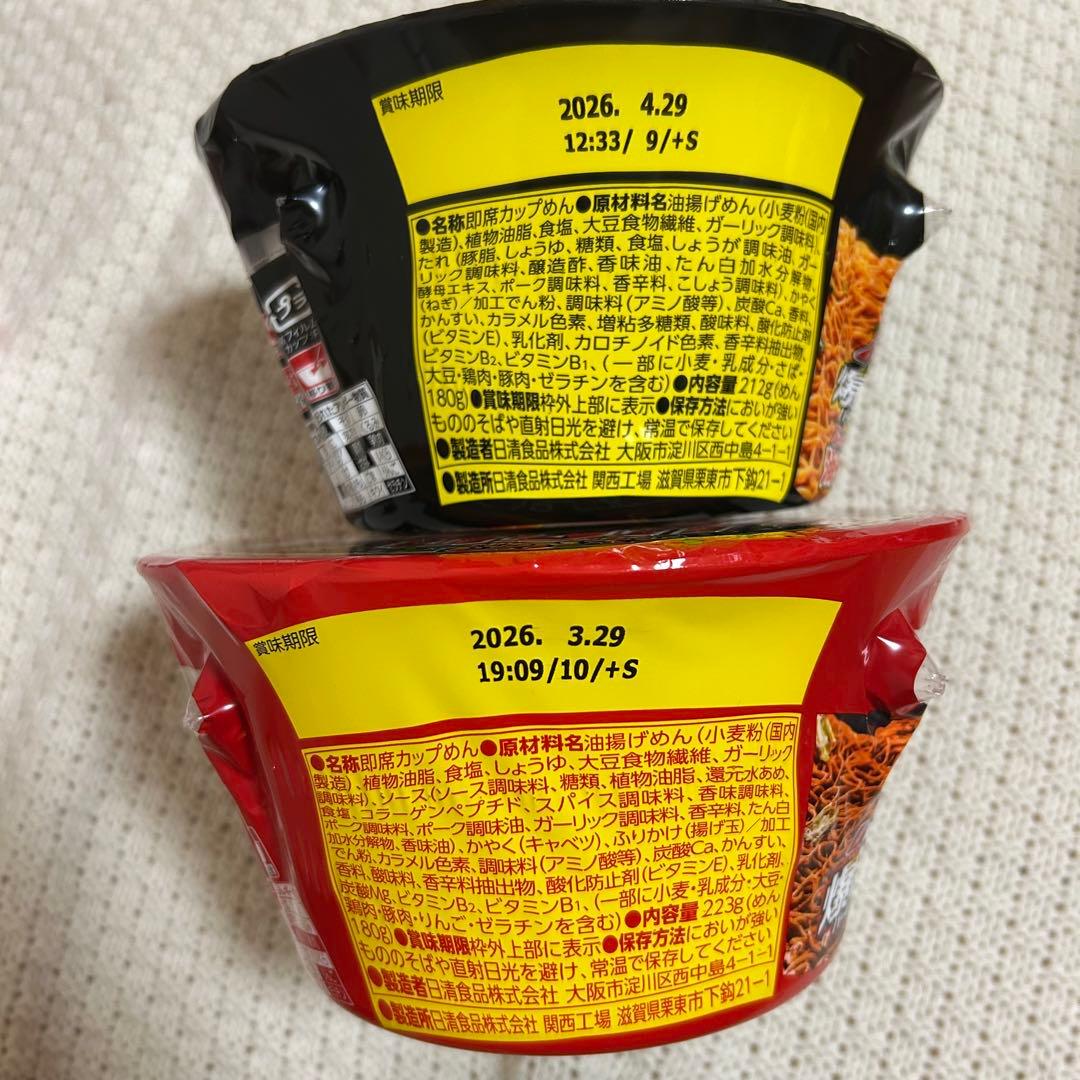 賞味期限
2026. 4.29
12:33/ 9/+S
●名称即席カップめん●原材料名油揚げめん(小麦粉(国内
製造)、植物油脂、食塩、大豆食物繊維、ガーリック調味料)、
たれ(豚脂、しょうゆ、糖類、食塩、しょうが調味油、ガー
リック調味料、醸造酢、香味油、たん白加水分解物、
酵母エキス、ポーク調味料、香辛料、こしょう調味料)、かやく
(ねぎ)/加工でん粉、調味料(アミノ酸等)、炭酸Ca、香料、
かんすい、カラメル色素、増粘多糖類、酸味料、酸化防止剤
(ビタミンE)、乳化剤、カロチノイド色素、香辛料抽出物、
ビタミンB₂、ビタミンB₁、(一部に小麦・乳成分・さば・
大豆・鶏肉・豚肉・ゼラチンを含む)●内容量 212g(めん
180g)●賞味期限枠外上部に表示●保存方法においが強い
もののそばや直射日光を避け、常温で保存してください
●製造者日清食品株式会社 大阪市淀川区西中島4-1-1
●製造所日清食品株式会社 関西工場 滋賀県栗東市下鈎21-1
賞味期限
2026. 3.29
19:09/10/+S
●名称即席カップめん●原材料名油揚げめん(小麦粉(国内
製造)、植物油脂、食塩、しょうゆ、大豆食物繊維、ガーリック
調味料)、ソース(ソース調味料、糖類、植物油脂、還元水あめ、
食塩、コラーゲンペプチド、スパイス調味料、香味調味料、
ポーク調味料、ポーク調味油、ガーリック調味料、香辛料、たん白
加水分解物、香味油)、かやく(キャベツ)、ふりかけ(揚げ玉)/加工
でん粉、カラメル色素、調味料(アミノ酸等)、炭酸Ca、かんすい、
香料、酸味料、香辛料抽出物、酸化防止剤(ビタミンE)、乳化剤、
炭酸Mg、ビタミンB₂、ビタミンB₁、(一部に小麦・乳成分・大豆・
鶏肉・豚肉・りんご・ゼラチンを含む)●内容量 223g(めん
180g)●賞味期限枠外上部に表示●保存方法においが強い
もののそばや直射日光を避け、常温で保存してください
●製造者日清食品株式会社 大阪市淀川区西中島4-1-1
●製造所日清食品株式会社 関西工場 滋賀県栗東市下鈎21-1